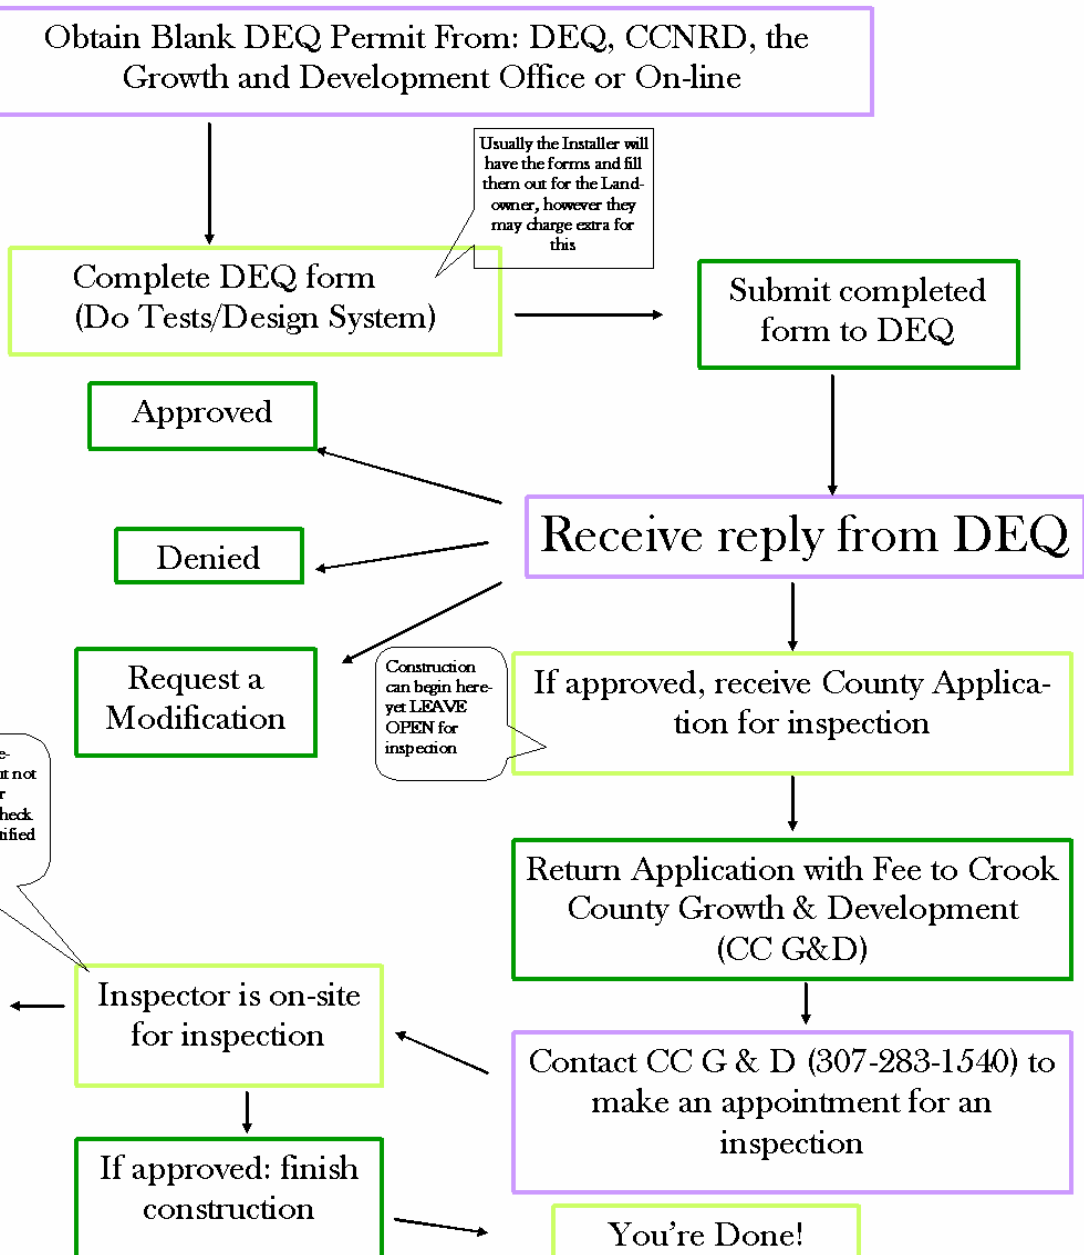 Obtain Blank DEQ Permit From: DEQ, CCNRD, the
Growth and Development Office or On-line
Usually the Installer will
have the forms and fill
them out for the Land-
owner, however they
may charge extra for
this
Complete DEQ form
(Do Tests/Design System)
Submit completed
form to DEQ
Approved
Receive reply from DEQ
Denied
Request a
Modification
Construction
can begin here-
yet LEAVE
OPEN for
inspection
If approved, receive County Applica-
tion for inspection
not
Return Application with Fee to Crook
County Growth & Development
(CC G&D)
Inspector is on-site
for inspection
Contact CC G & D (307-283-1540) to
make an appointment for an
inspection
If approved: finish
construction
You're Done!